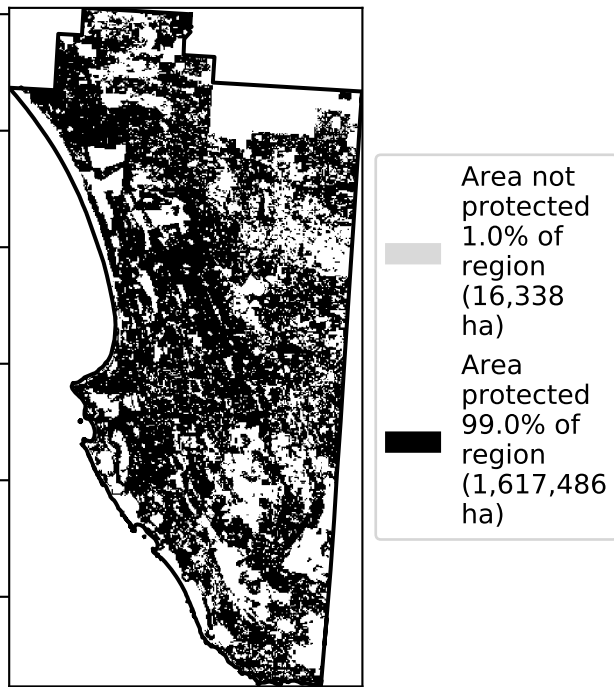 Area not
protected
1.0% of
region
(16,338
ha)
Area
protected
99.0% of
region
(1,617,486
ha)